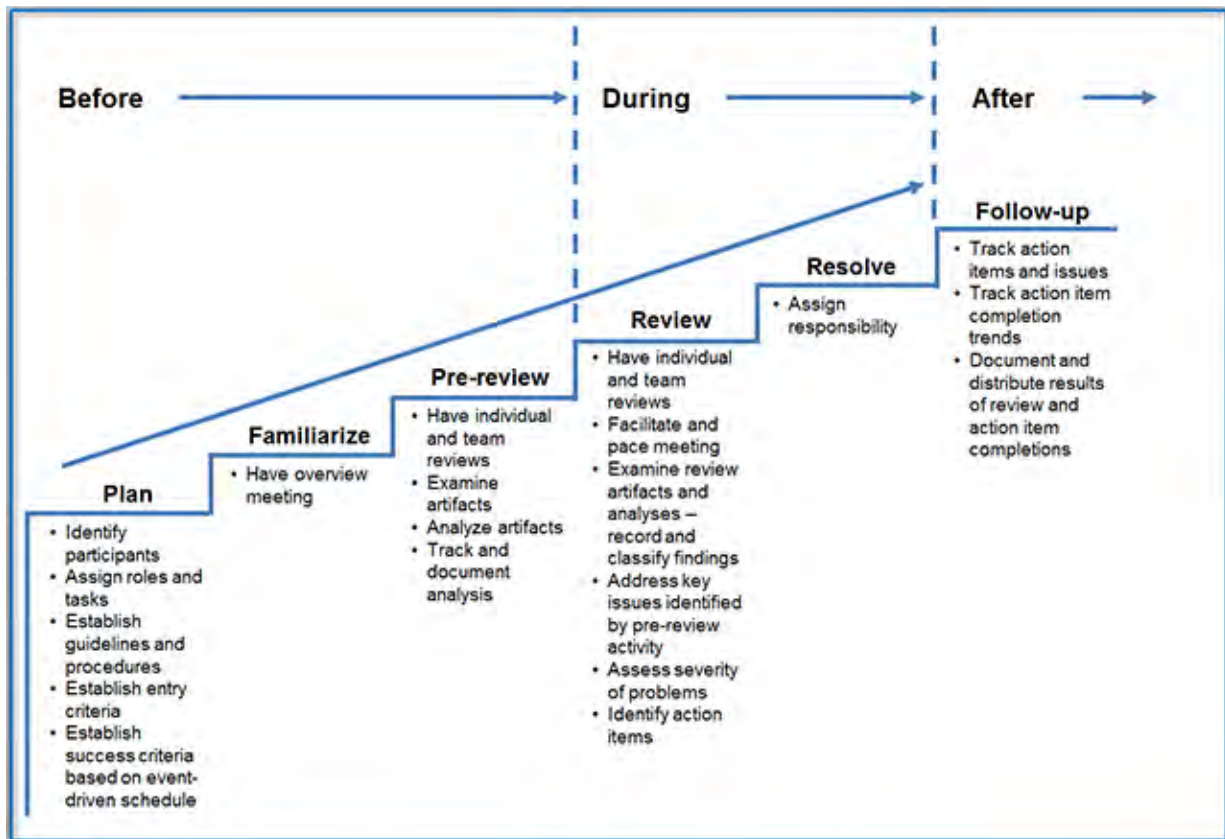 Before
During
After
Plan
• Identify
participants
• Assign roles and
tasks
• Establish
guidelines and
procedures
• Establish entry
criteria
• Establish
success criteria
based on event-
driven schedule
Familiarize
• Have overview
meeting
Pre-review
• Have individual
and team
reviews
• Examine
artifacts
• Analyze artifacts
• Track and
document
analysis
Review
• Have individual
and team
reviews
• Facilitate and
pace meeting
• Examine review
artifacts and
analyses –
record and
classify findings
• Address key
issues identified
by pre-review
activity
• Assess severity
of problems
• Identify action
items
Resolve
• Assign
responsibility
Follow-up
• Track action
items and issues
• Track action item
completion
trends
• Document and
distribute results
of review and
action item
completions